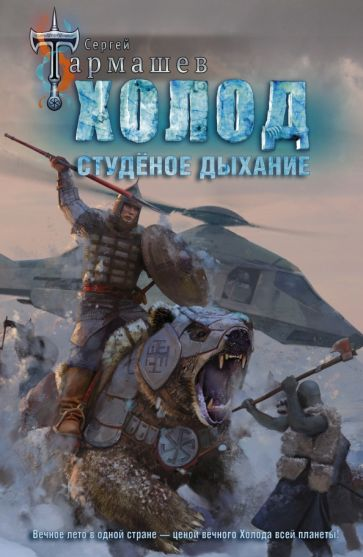 Сергей
Тармашев
ХОЛОД
СТУДЁНОЕ ДЫХАНИЕ
Вечное лето в одной стране — ценой вечного Холода всей планеты!